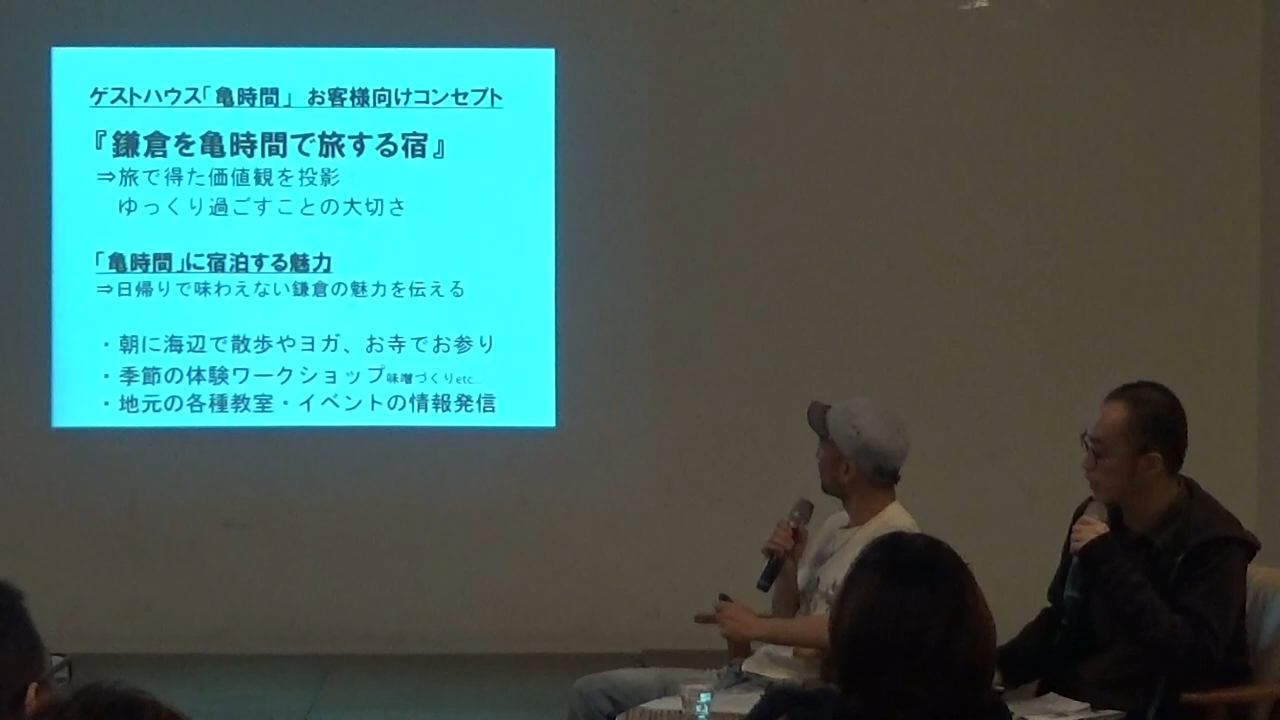 ゲストハウス「亀時間」 お客様向けコンセプト
『鎌倉を亀時間で旅する宿』
⇒旅で得た価値観を投影
ゆっくり過ごすことの大切さ
「亀時間」に宿泊する魅力
⇒日帰りで味わえない鎌倉の魅力を伝える
・朝に海辺で散歩やヨガ、お寺でお参り
・季節の体験ワークショップ味噌づくりetc...
・地元の各種教室・イベントの情報発信